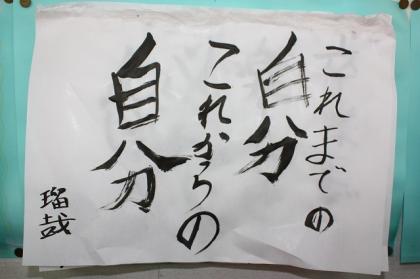 これまでの
自分
これからの
自分
瑠哉